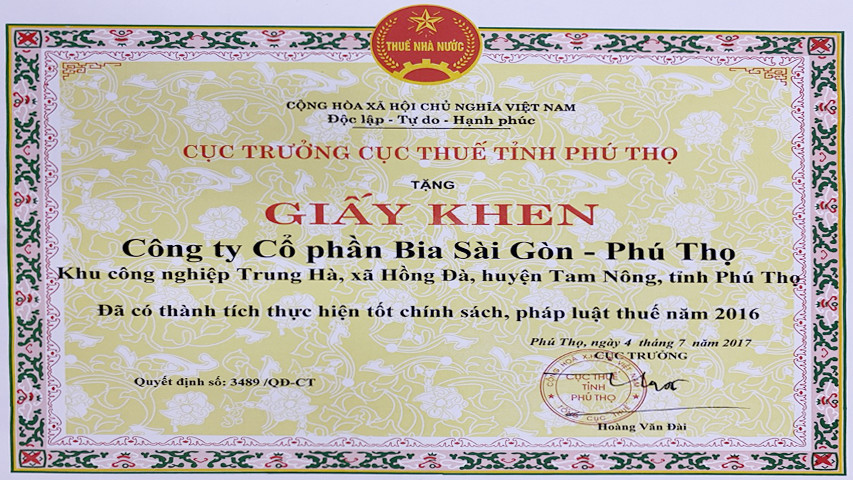 THUẾ NHÀ NƯỚC
CỘNG HÒA XÃ HỘI CHỦ NGHĨA VIỆT NAM
Độc lập - Tự do - Hạnh phúc
CỤC TRƯỞNG CỤC THUẾ TỈNH PHÚ THỌ
TẶNG
GIẤY KHEN
Công ty Cổ phần Bia Sài Gòn - Phú Thọ
Khu công nghiệp Trung Hà, xã Hồng Đà, huyện Tam Nông, tỉnh Phú Thọ
Đã có thành tích thực hiện tốt chính sách, pháp luật thuế năm 2016
Phú Thọ, ngày 4 tháng 7 năm 2017
CỤC TRƯỞNG
Quyết định số: 3489 /QĐ-CT
CỤC THUẾ
TỈNH
PHÚ THỌ
TỔNG CỤC THUẾ
Hoàng Văn Đài